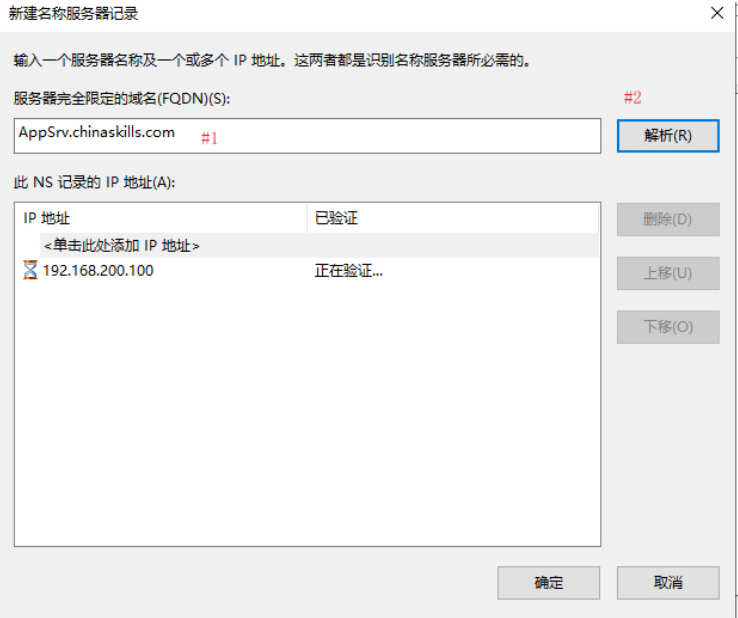 新建名称服务器记录
输入一个服务器名称及一个或多个 IP 地址。这两者都是识别名称服务器所必需的。
服务器完全限定的域名(FQDN)(S):
#2
AppSrv.chinaskills.com #1
解析(R)
此 NS 记录的 IP 地址(A):
IP 地址 已验证
删除(D)
<单击此处添加 IP 地址>
192.168.200.100 正在验证...
上移(U)
下移(O)
确定 取消